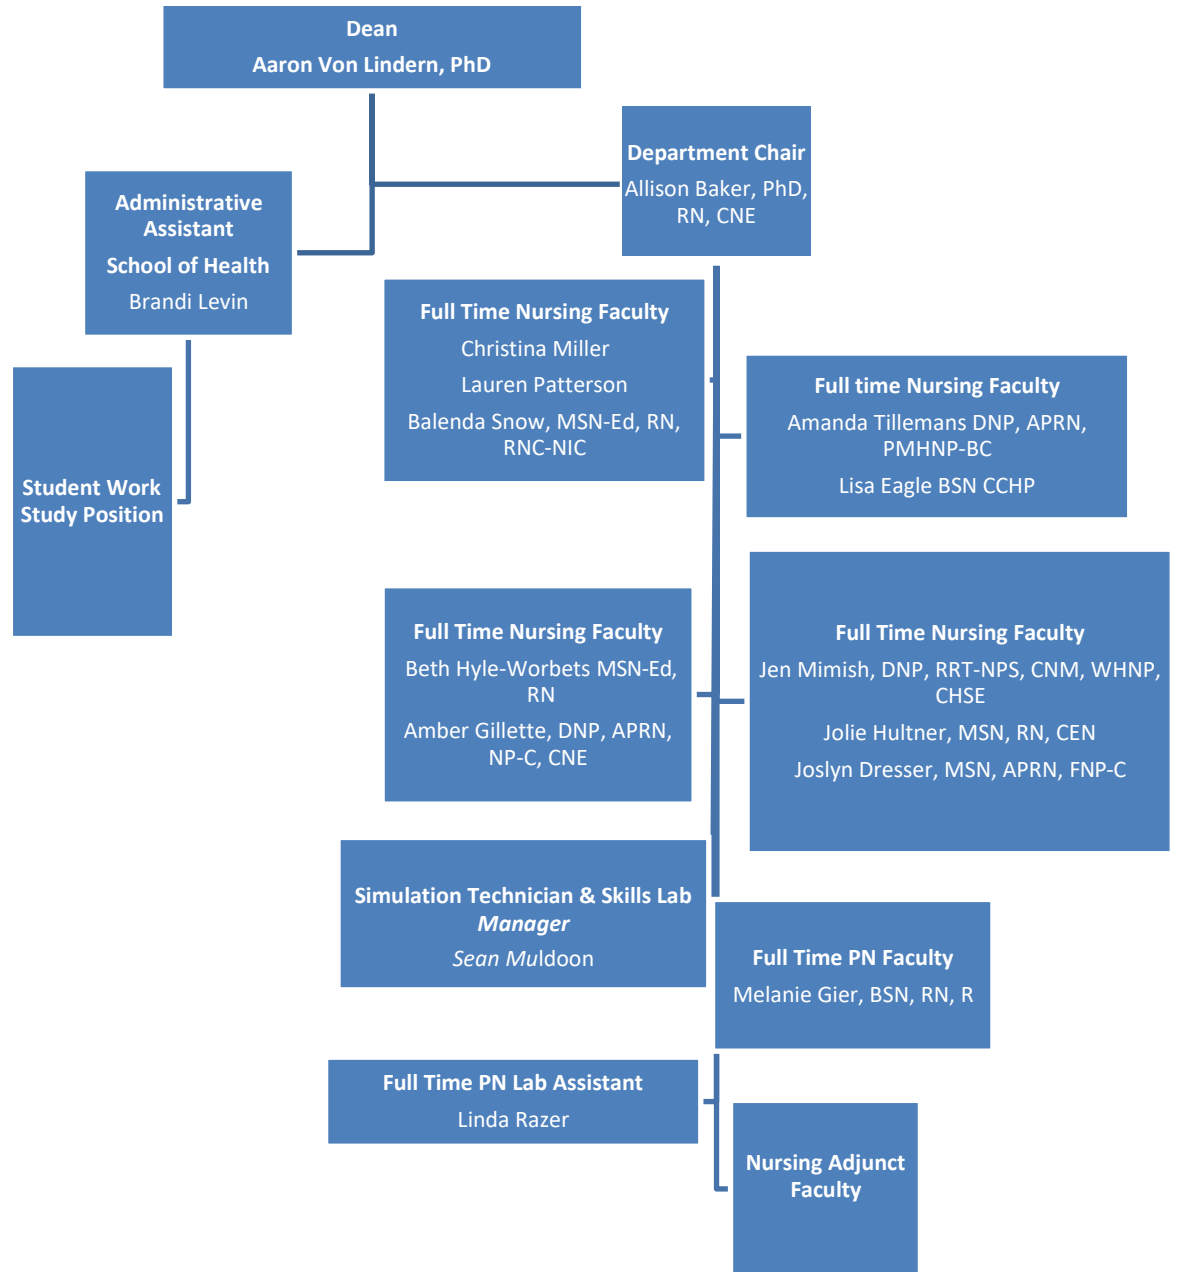 Dean
Aaron Von Lindern, PhD
Department Chair
Allison Baker, PhD,
RN, CNE
Administrative
Assistant
School of Health
Brandi Levin
Full Time Nursing Faculty
Christina Miller
Lauren Patterson
Balenda Snow, MSN-Ed, RN,
RNC-NIC
Full time Nursing Faculty
Amanda Tillemans DNP, APRN,
PMHNP-BC
Lisa Eagle BSN CCHP
Student Work
Study Position
Full Time Nursing Faculty
Beth Hyle-Worbets MSN-Ed,
RN
Amber Gillette, DNP, APRN,
NP-C, CNE
Full Time Nursing Faculty
Jen Mimish, DNP, RRT-NPS, CNM, WHNP,
CHSE
Jolie Hultner, MSN, RN, CEN
Joslyn Dresser, MSN, APRN, FNP-C
Simulation Technician & Skills Lab
Manager
Sean Muldoon
Full Time PN Faculty
Melanie Gier, BSN, RN, R
Full Time PN Lab Assistant
Linda Razer
Nursing Adjunct
Faculty